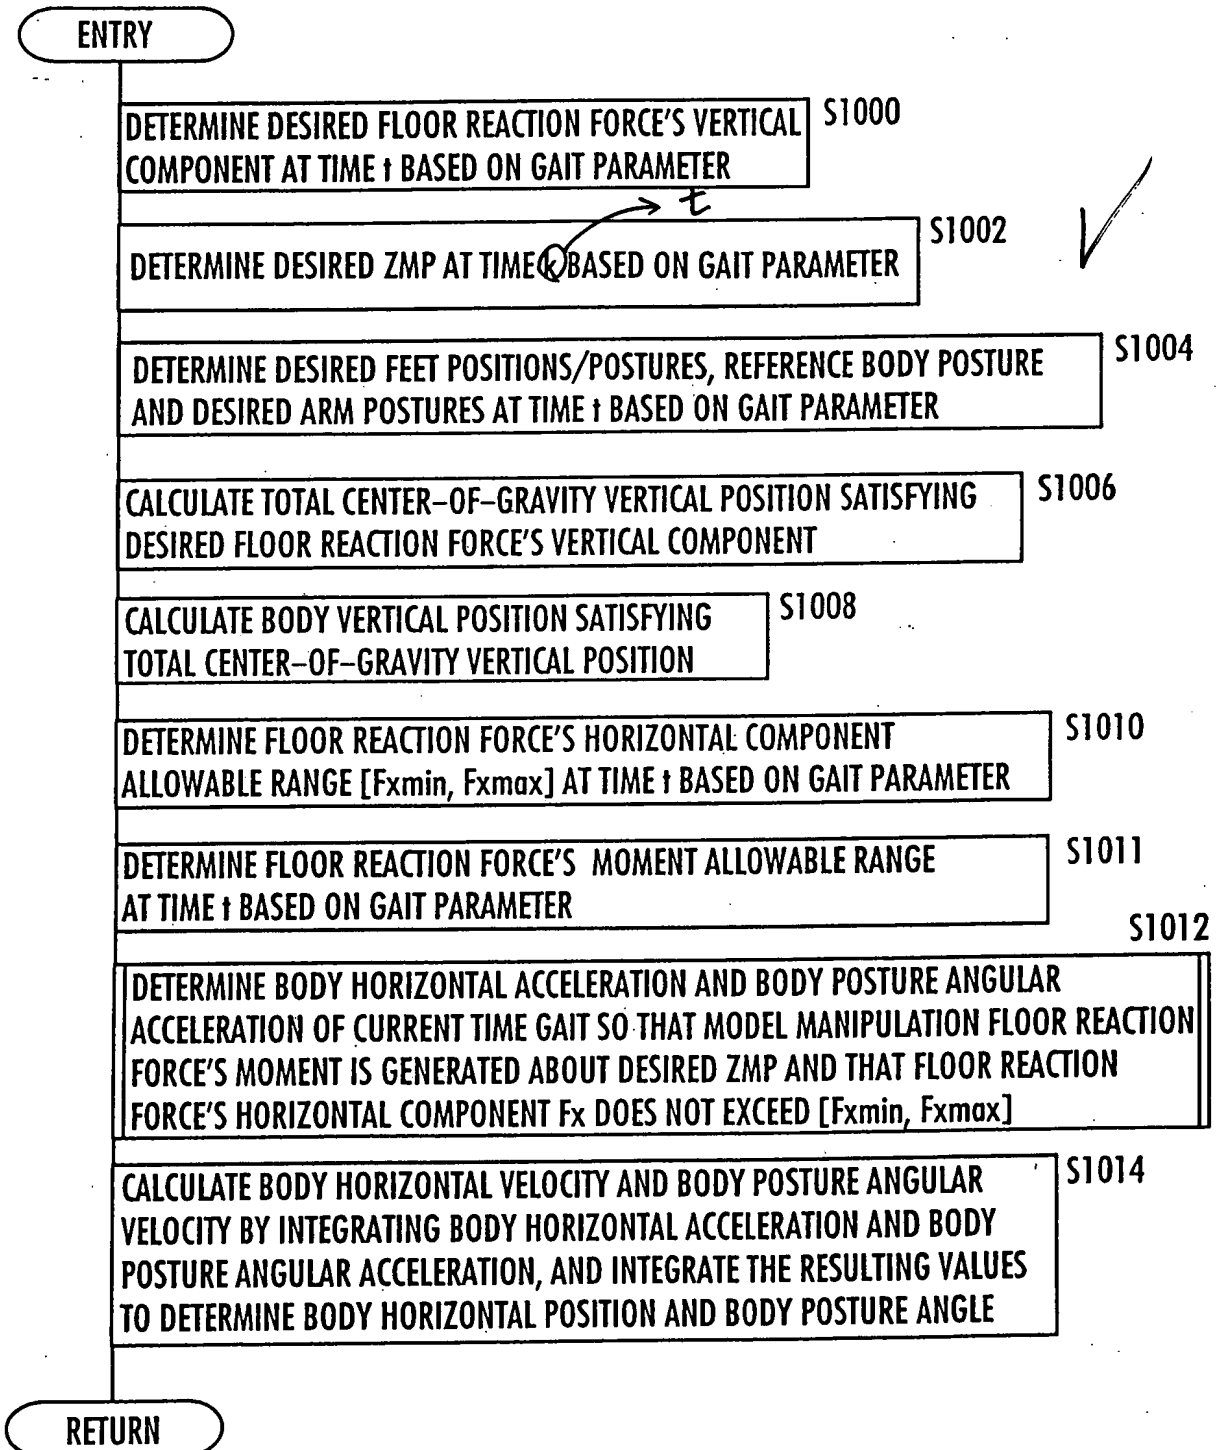 ENTRY
DETERMINE DESIRED FLOOR REACTION FORCE'S VERTICAL
COMPONENT AT TIME t BASED ON GAIT PARAMETER
S1000
t
DETERMINE DESIRED ZMP AT TIME k BASED ON GAIT PARAMETER
S1002
DETERMINE DESIRED FEET POSITIONS/POSTURES, REFERENCE BODY POSTURE
AND DESIRED ARM POSTURES AT TIME t BASED ON GAIT PARAMETER
S1004
CALCULATE TOTAL CENTER-OF-GRAVITY VERTICAL POSITION SATISFYING
DESIRED FLOOR REACTION FORCE'S VERTICAL COMPONENT
S1006
CALCULATE BODY VERTICAL POSITION SATISFYING
TOTAL CENTER-OF-GRAVITY VERTICAL POSITION
S1008
DETERMINE FLOOR REACTION FORCE'S HORIZONTAL COMPONENT
ALLOWABLE RANGE [Fxmin, Fxmax] AT TIME t BASED ON GAIT PARAMETER
S1010
DETERMINE FLOOR REACTION FORCE'S MOMENT ALLOWABLE RANGE
AT TIME t BASED ON GAIT PARAMETER
S1011
S1012
DETERMINE BODY HORIZONTAL ACCELERATION AND BODY POSTURE ANGULAR
ACCELERATION OF CURRENT TIME GAIT SO THAT MODEL MANIPULATION FLOOR REACTION
FORCE'S MOMENT IS GENERATED ABOUT DESIRED ZMP AND THAT FLOOR REACTION
FORCE'S HORIZONTAL COMPONENT Fx DOES NOT EXCEED [Fxmin, Fxmax]
CALCULATE BODY HORIZONTAL VELOCITY AND BODY POSTURE ANGULAR
VELOCITY BY INTEGRATING BODY HORIZONTAL ACCELERATION AND BODY
POSTURE ANGULAR ACCELERATION, AND INTEGRATE THE RESULTING VALUES
TO DETERMINE BODY HORIZONTAL POSITION AND BODY POSTURE ANGLE
S1014
RETURN